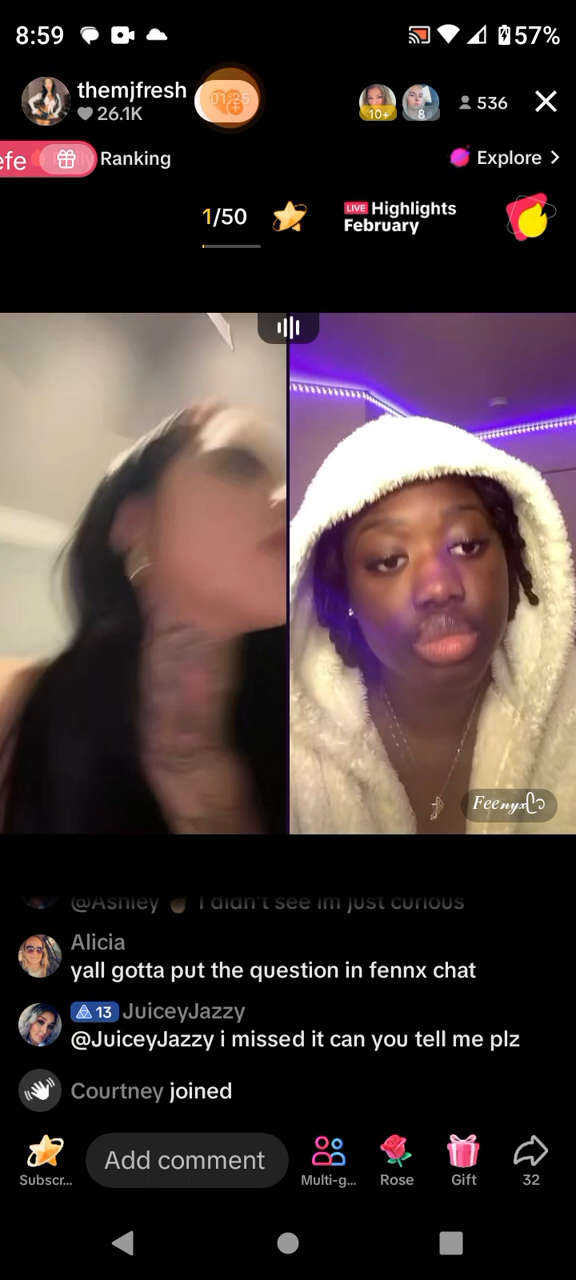 8:59
57%
themjfresh
26.1K
01:25
10+
8
536
Ranking
Explore >
1/50
LIVE Highlights
February
Feenyx
@Ashley i didn't see im just curious
Alicia
yall gotta put the question in fennx chat
13 JuiceyJazzy
@JuiceyJazzy i missed it can you tell me plz
Courtney joined
Subscr...
Add comment
Multi-g...
Rose
Gift
32